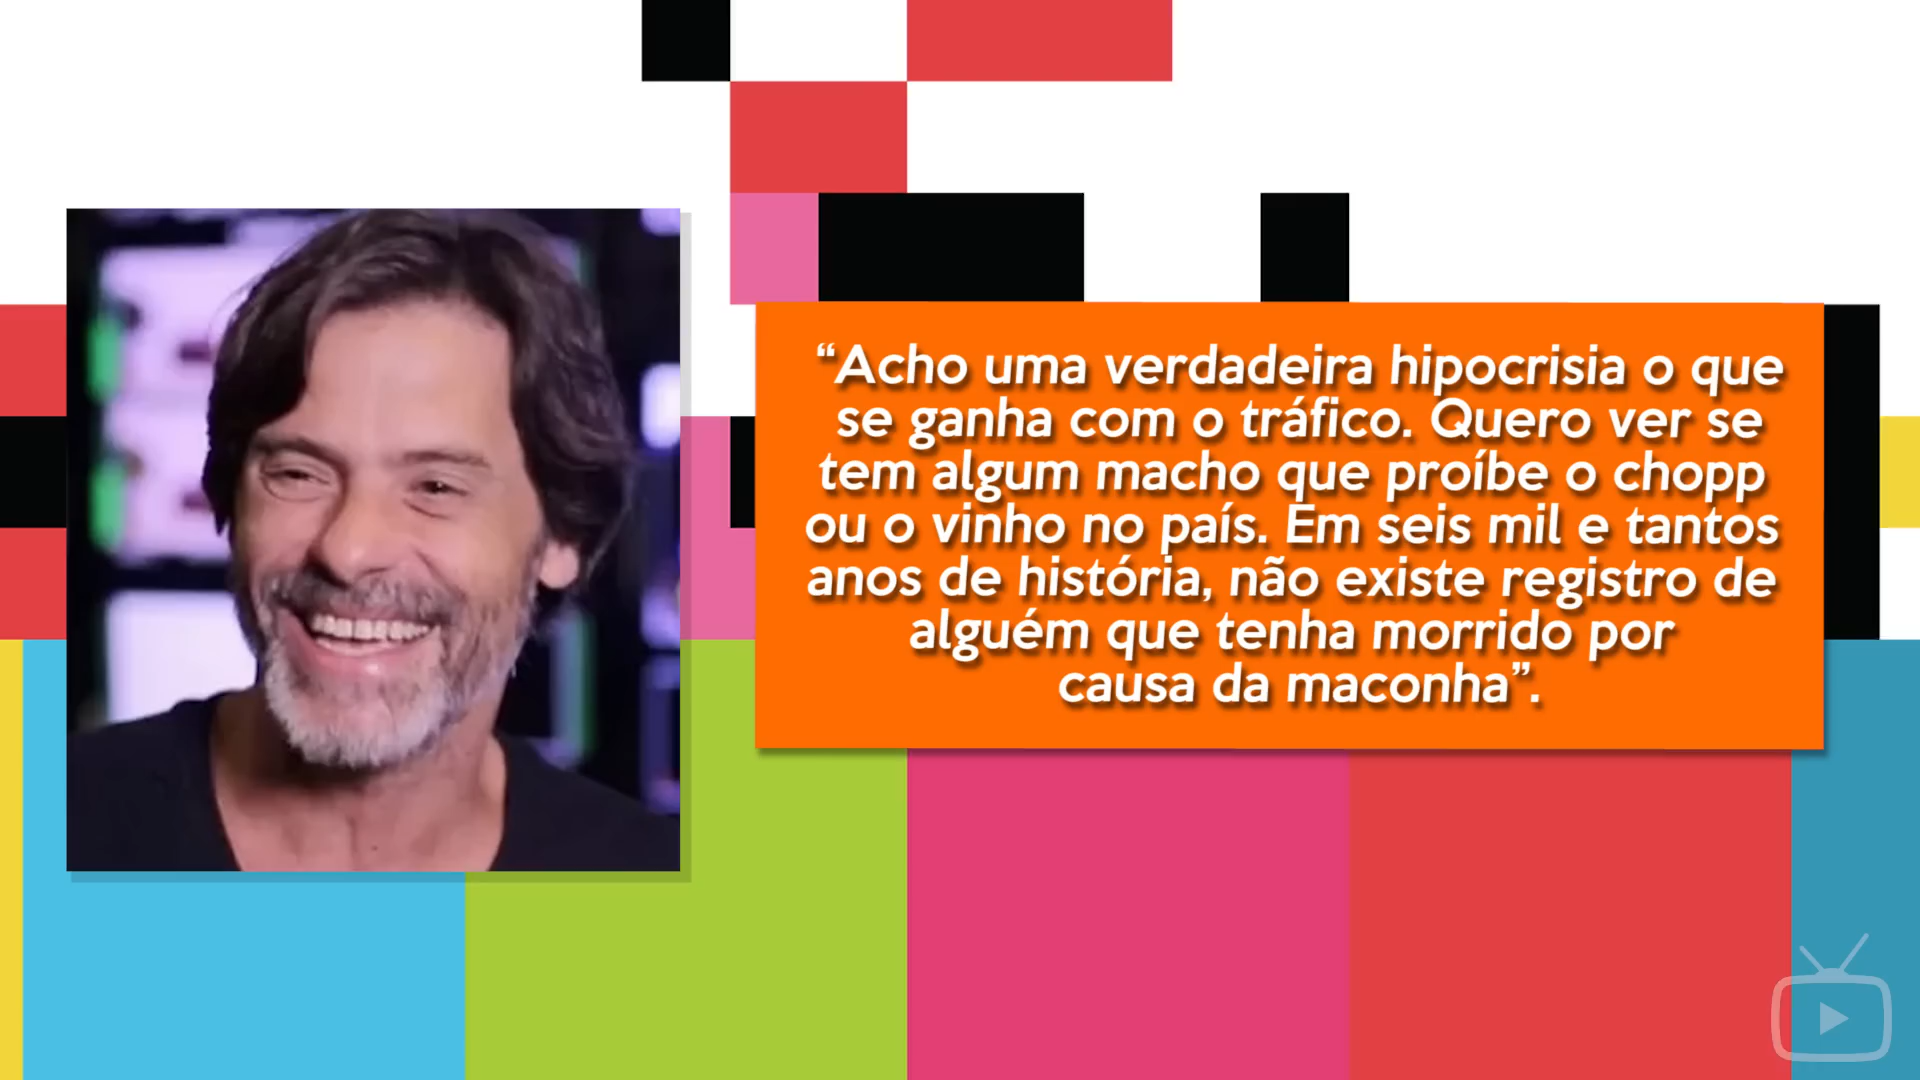 “Acho uma verdadeira hipocrisia o que
se ganha com o tráfico. Quero ver se
tem algum macho que proíbe o chopp
ou o vinho no país. Em seis mil e tantos
anos de história, não existe registro de
alguém que tenha morrido por
causa da maconha”.